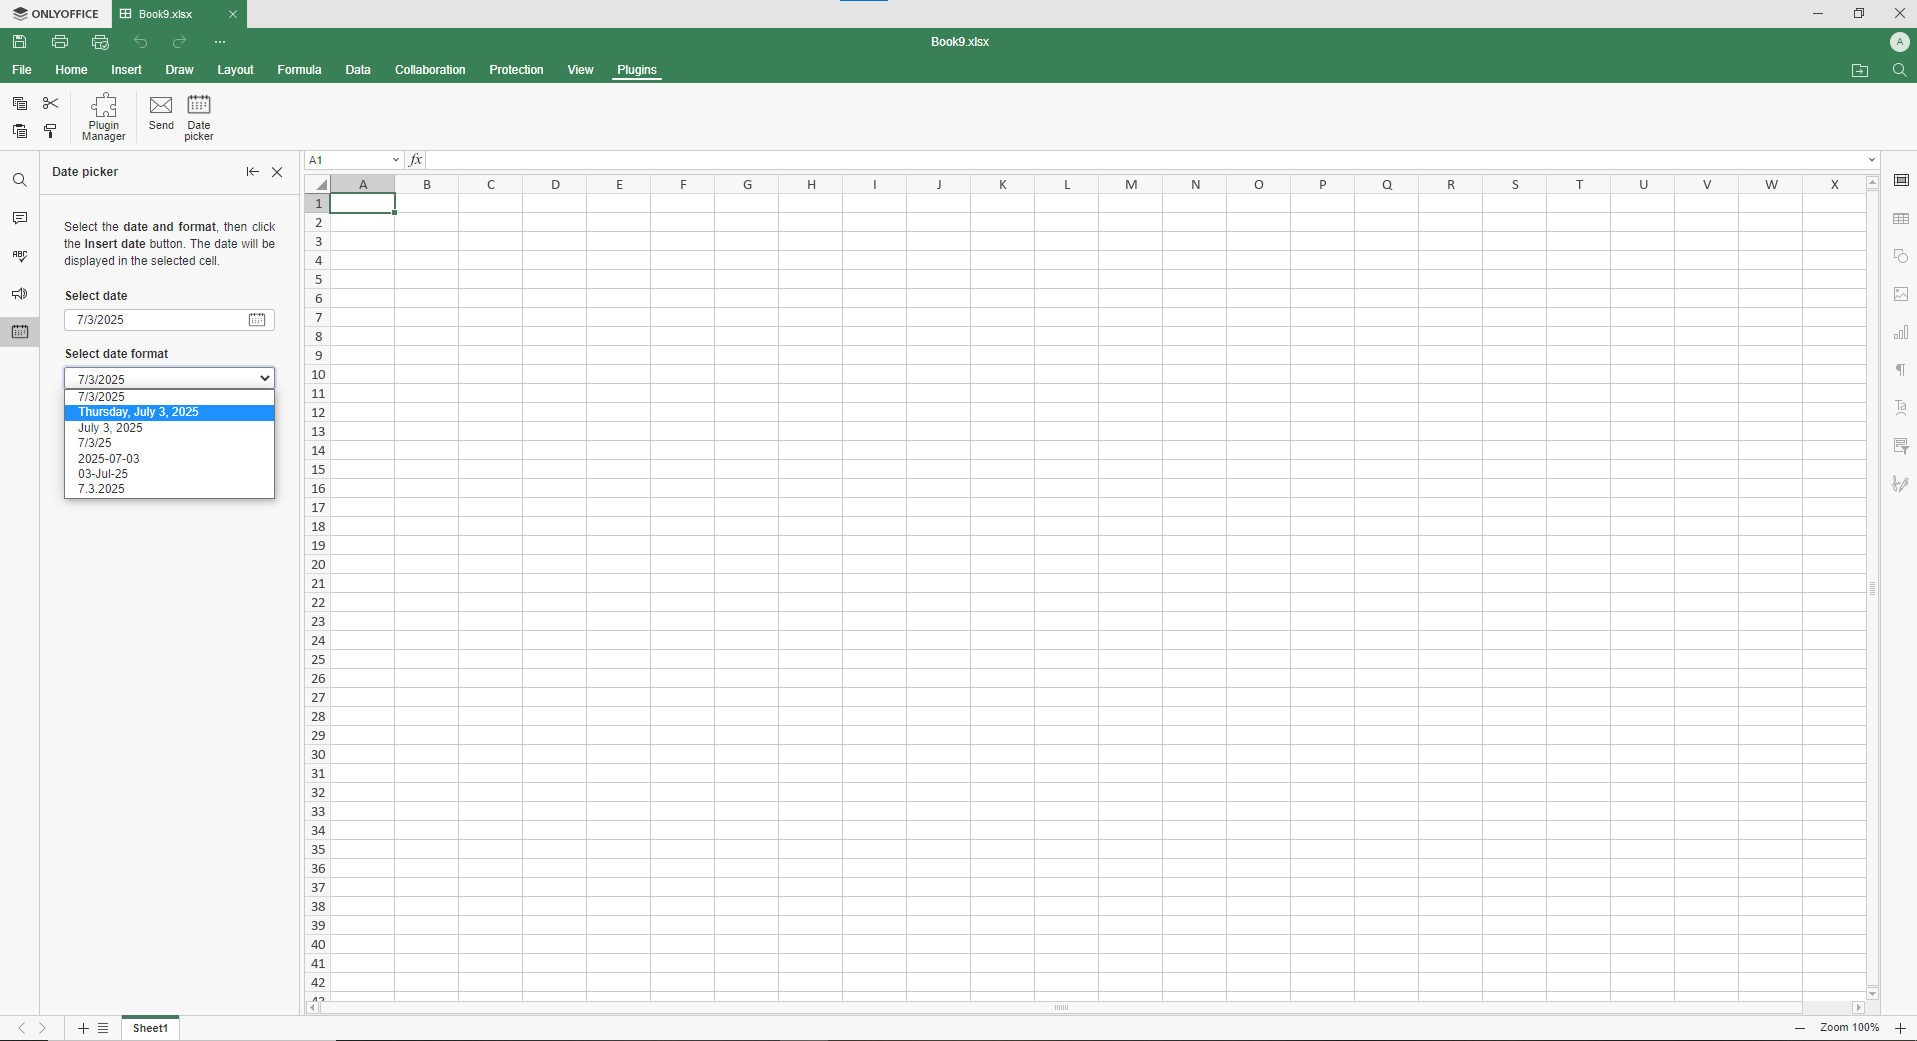 ONLYOFFICE
Book9.xlsx
Book9.xlsx
A
File Home Insert Draw Layout Formula Data Collaboration Protection View Plugins
Plugin Manager
Send
Date picker
Date picker
A1
fx
Select the date and format, then click
the Insert date button. The date will be
displayed in the selected cell.
Select date
7/3/2025
Select date format
7/3/2025
7/3/2025
Thursday, July 3, 2025
July 3, 2025
7/3/25
2025-07-03
03-Jul-25
7.3.2025
ABC
A B C D E F G H I J K L M N O P Q R S T U V W X
1
2
3
4
5
6
7
8
9
10
11
12
13
14
15
16
17
18
19
20
21
22
23
24
25
26
27
28
29
30
31
32
33
34
35
36
37
38
39
40
41
42
Ta
Sheet1
Zoom 100%